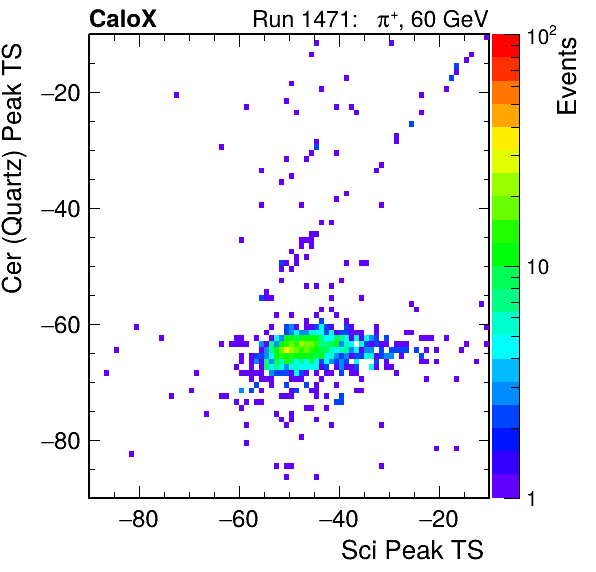 CaloX Run 1471: π⁺, 60 GeV
Cer (Quartz) Peak TS
−20
−40
−60
−80
−80 −60 −40 −20
Sci Peak TS
10²
10
1
Events